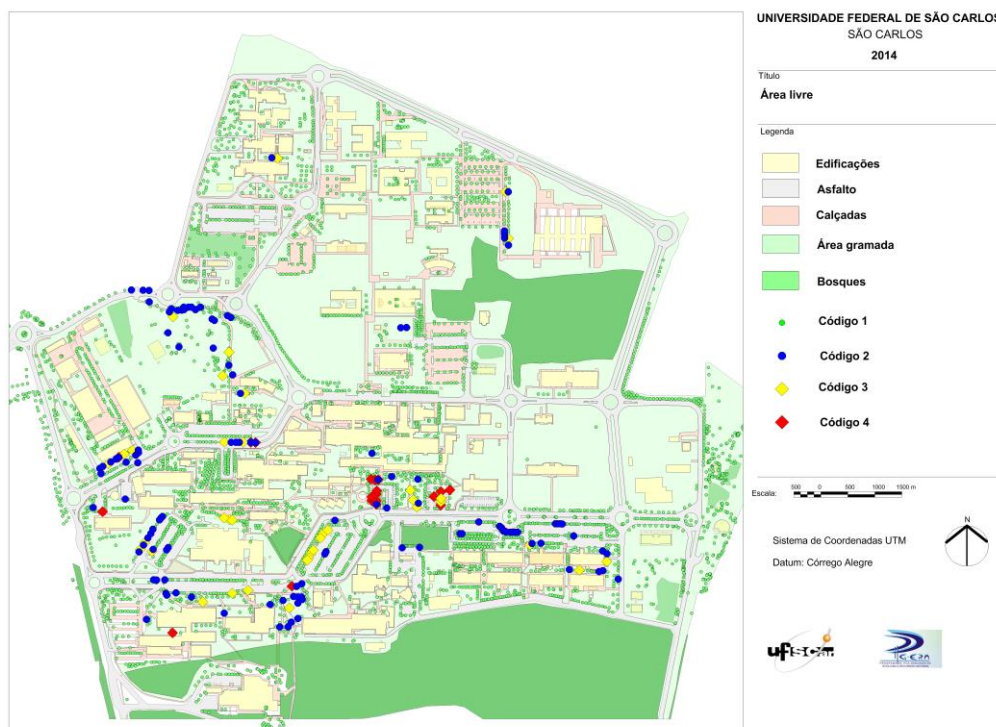 UNIVERSIDADE FEDERAL DE SÃO CARLOS
SÃO CARLOS
2014
Título
Área livre
Legenda
Edificações
Asfalto
Calçadas
Área gramada
Bosques
Código 1
Código 2
Código 3
Código 4
Escala: 500 0 500 1000 1500 m
N
Sistema de Coordenadas UTM
Datum: Córrego Alegre
ufscar